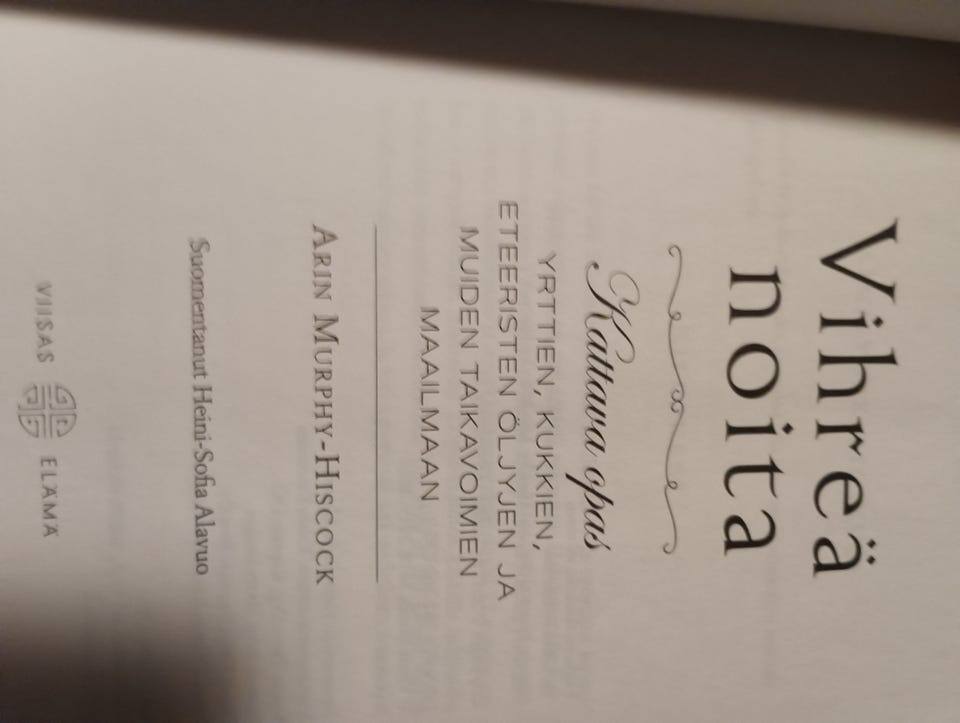 Vihreä
noita
Kattava opas
YRTTIEN, KUKKIEN,
ETEERISTEN ÖLJYJEN JA
MUIDEN TAIKAVOIMIEN
MAAILMAAN
ARIN MURPHY-HISCOCK
Suomentanut Heini-Sofia Alavuo
VIISAS ELÄMÄ